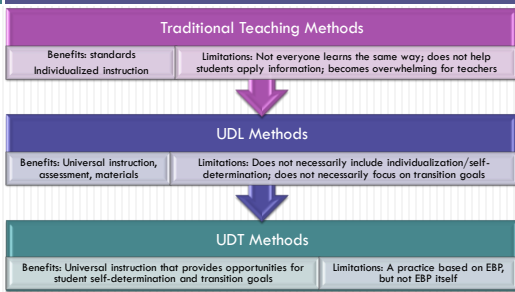 Traditional Teaching Methods
Benefits: standards
Individualized instruction
Limitations: Not everyone learns the same way; does not help
students apply information; becomes overwhelming for teachers
UDL Methods
Benefits: Universal instruction,
assessment, materials
Limitations: Does not necessarily include individualization/self-
determination; does not necessarily focus on transition goals
UDT Methods
Benefits: Universal instruction that provides opportunities for
student self-determination and transition goals
Limitations: A practice based on EBP,
but not EBP itself